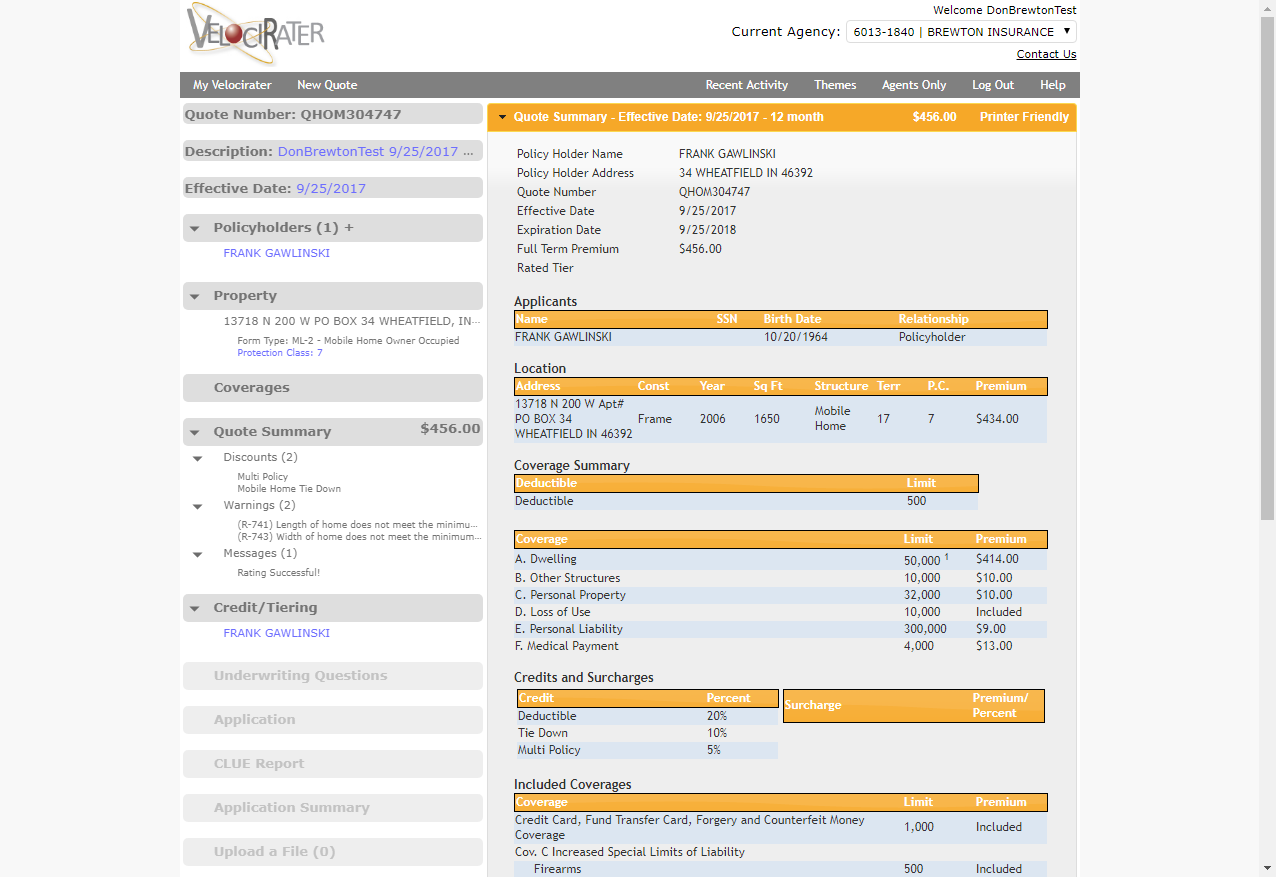 VELOCIRATER
Welcome DonBrewtonTest
Current Agency: 6013-1840 | BREWTON INSURANCE
Contact Us
My Velocirater New Quote Recent Activity Themes Agents Only Log Out Help
Quote Number: QHOM304747
Description: DonBrewtonTest 9/25/2017 ...
Effective Date: 9/25/2017
Policyholders (1) +
FRANK GAWLINSKI
Property
13718 N 200 W PO BOX 34 WHEATFIELD, IN...
Form Type: ML-2 - Mobile Home Owner Occupied
Protection Class: 7
Coverages
Quote Summary $456.00
Discounts (2)
Multi Policy
Mobile Home Tie Down
Warnings (2)
(R-741) Length of home does not meet the minimu...
(R-743) Width of home does not meet the minimum...
Messages (1)
Rating Successful!
Credit/Tiering
FRANK GAWLINSKI
Underwriting Questions
Application
CLUE Report
Application Summary
Upload a File (0)
Quote Summary - Effective Date: 9/25/2017 - 12 month $456.00 Printer Friendly
Policy Holder Name FRANK GAWLINSKI
Policy Holder Address 34 WHEATFIELD IN 46392
Quote Number QHOM304747
Effective Date 9/25/2017
Expiration Date 9/25/2018
Full Term Premium $456.00
Rated Tier
Applicants
Name SSN Birth Date Relationship
FRANK GAWLINSKI 10/20/1964 Policyholder
Location
Address Const Year Sq Ft Structure Terr P.C. Premium
13718 N 200 W Apt#
PO BOX 34
WHEATFIELD IN 46392 Frame 2006 1650 Mobile
Home 17 7 $434.00
Coverage Summary
Deductible Limit
Deductible 500
Coverage Limit Premium
A. Dwelling 50,000 1 $414.00
B. Other Structures 10,000 $10.00
C. Personal Property 32,000 $10.00
D. Loss of Use 10,000 Included
E. Personal Liability 300,000 $9.00
F. Medical Payment 4,000 $13.00
Credits and Surcharges
Credit Percent
Deductible 20%
Tie Down 10%
Multi Policy 5%
Surcharge Premium/
Percent
Included Coverages
Coverage Limit Premium
Credit Card, Fund Transfer Card, Forgery and Counterfeit Money
Coverage 1,000 Included
Cov. C Increased Special Limits of Liability
Firearms 500 Included